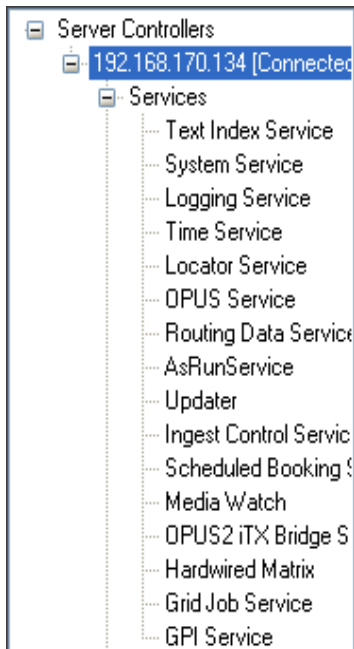 Server Controllers
192.168.170.134 [Connected
Services
Text Index Service
System Service
Logging Service
Time Service
Locator Service
OPUS Service
Routing Data Service
AsRunService
Updater
Ingest Control Servic
Scheduled Booking S
Media Watch
OPUS2 iTX Bridge S
Hardwired Matrix
Grid Job Service
GPI Service